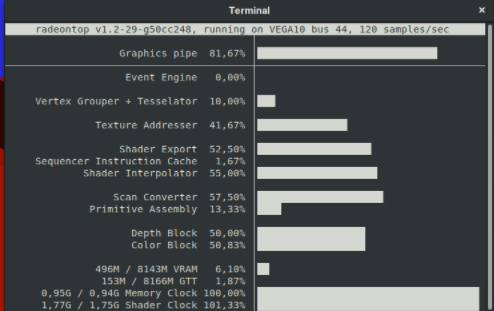 Terminal
radeontop v1.2-29-g50cc248, running on VEGA10 bus 44, 120 samples/sec
Graphics pipe 81,67%
Event Engine 0,00%
Vertex Grouper + Tesselator 10,00%
Texture Addresser 41,67%
Shader Export 52,50%
Sequencer Instruction Cache 1,67%
Shader Interpolator 55,00%
Scan Converter 57,50%
Primitive Assembly 13,33%
Depth Block 50,00%
Color Block 50,83%
496M / 8143M VRAM 6,10%
153M / 8166M GTT 1,87%
0,95G / 0,94G Memory Clock 100,00%
1,77G / 1,75G Shader Clock 101,33%